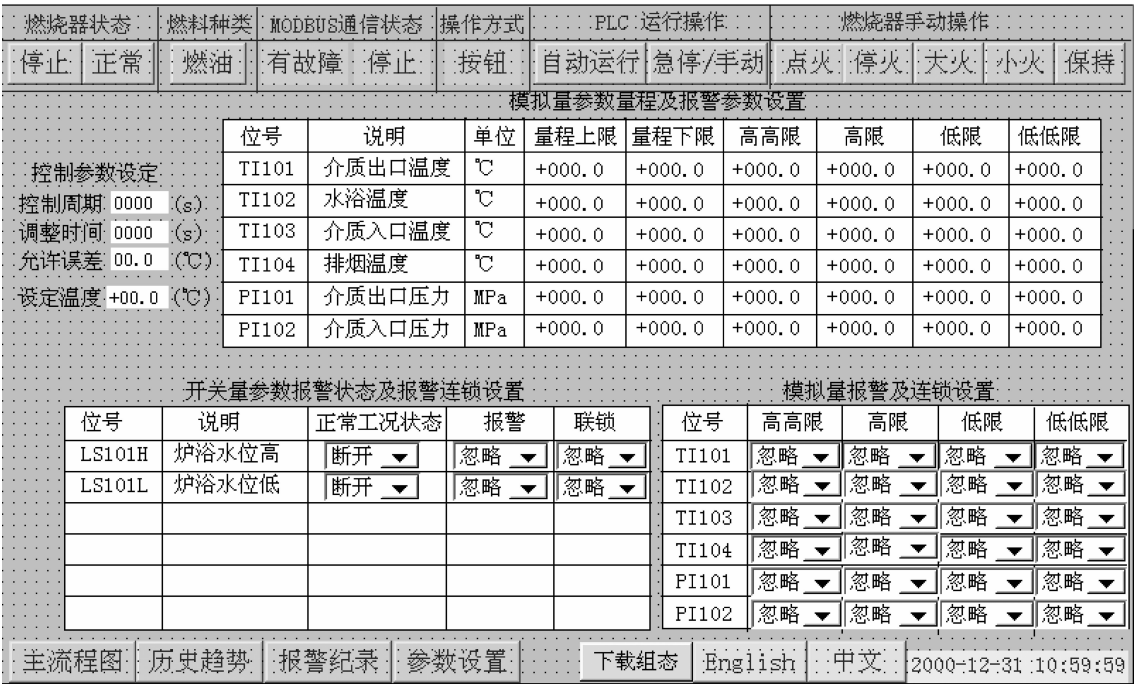 燃烧器状态 燃料种类 MODBUS通信状态 操作方式 PLC 运行操作 燃烧器手动操作
停止 正常 燃油 有故障 停止 按钮 自动运行 急停/手动 点火 停火 大火 小火 保持
模拟量参数量程及报警参数设置
位号 说明 单位 量程上限 量程下限 高高限 高限 低限 低低限
TI101 介质出口温度 ℃ +000.0 +000.0 +000.0 +000.0 +000.0 +000.0
TI102 水浴温度 ℃ +000.0 +000.0 +000.0 +000.0 +000.0 +000.0
TI103 介质入口温度 ℃ +000.0 +000.0 +000.0 +000.0 +000.0 +000.0
TI104 排烟温度 ℃ +000.0 +000.0 +000.0 +000.0 +000.0 +000.0
PI101 介质出口压力 MPa +000.0 +000.0 +000.0 +000.0 +000.0 +000.0
PI102 介质入口压力 MPa +000.0 +000.0 +000.0 +000.0 +000.0 +000.0
控制参数设定
控制周期 0000 (s)
调整时间 0000 (s)
允许误差 00.0 (℃)
设定温度 +00.0 (℃)
开关量参数报警状态及报警连锁设置
位号 说明 正常工况状态 报警 联锁
LS101H 炉浴水位高 断开 忽略 忽略
LS101L 炉浴水位低 断开 忽略 忽略
模拟量报警及连锁设置
位号 高高限 高限 低限 低低限
TI101 忽略 忽略 忽略 忽略
TI102 忽略 忽略 忽略 忽略
TI103 忽略 忽略 忽略 忽略
TI104 忽略 忽略 忽略 忽略
PI101 忽略 忽略 忽略 忽略
PI102 忽略 忽略 忽略 忽略
主流程图 历史趋势 报警纪录 参数设置 下载组态 English 中文 2000-12-31 10:59:59